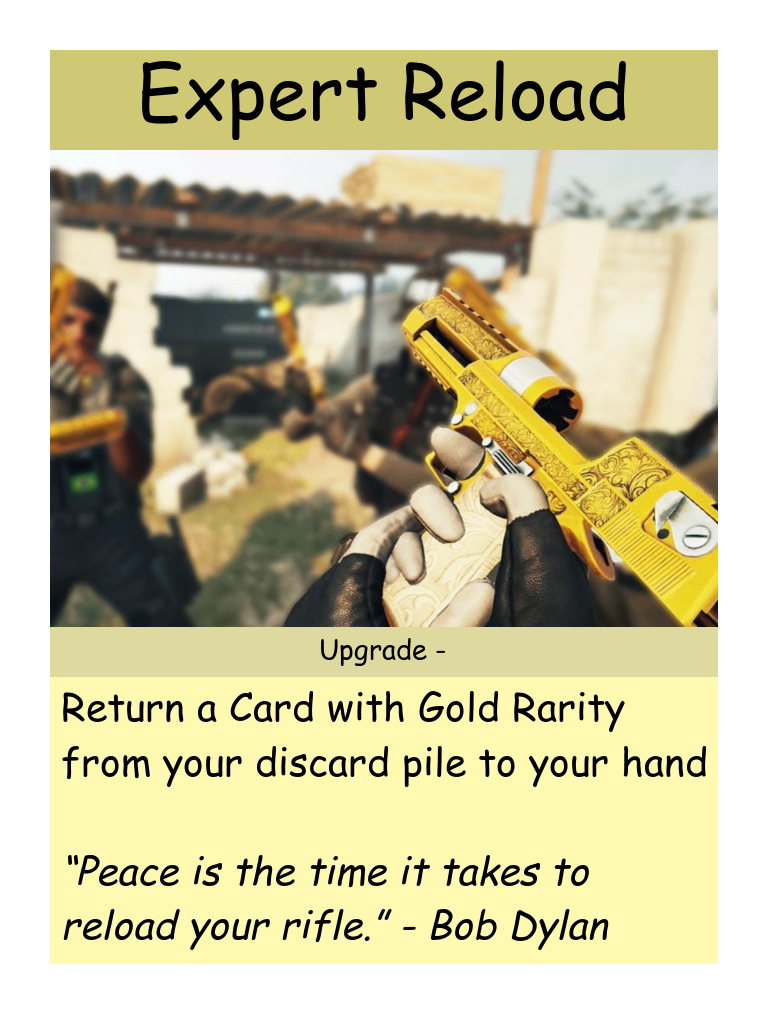 Expert Reload
Upgrade -
Return a Card with Gold Rarity
from your discard pile to your hand
“Peace is the time it takes to
reload your rifle.” - Bob Dylan